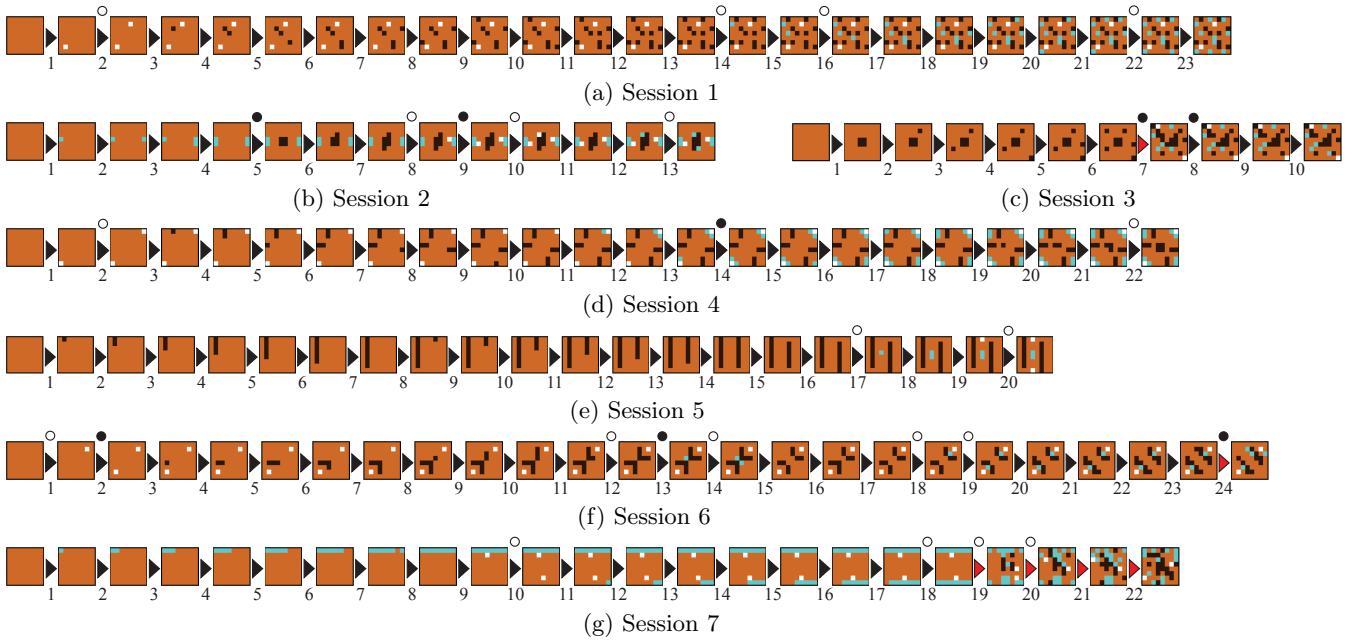 1 2 3 4 5 6 7 8 9 10 11 12 13 14 15 16 17 18 19 20 21 22 23
(a) Session 1
1 2 3 4 5 6 7 8 9 10 11 12 13
(b) Session 2
1 2 3 4 5 6 7 8 9 10
(c) Session 3
1 2 3 4 5 6 7 8 9 10 11 12 13 14 15 16 17 18 19 20 21 22
(d) Session 4
1 2 3 4 5 6 7 8 9 10 11 12 13 14 15 16 17 18 19 20
(e) Session 5
1 2 3 4 5 6 7 8 9 10 11 12 13 14 15 16 17 18 19 20 21 22 23 24
(f) Session 6
1 2 3 4 5 6 7 8 9 10 11 12 13 14 15 16 17 18 19 20 21 22
(g) Session 7